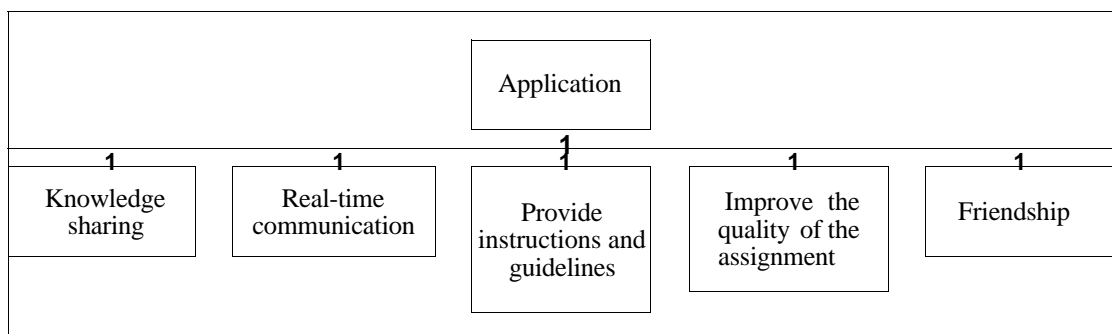 Application
1
1
1
1
1
1
Knowledge
sharing
Real-time
communication
Provide
instructions and
guidelines
Improve the
quality of the
assignment
Friendship